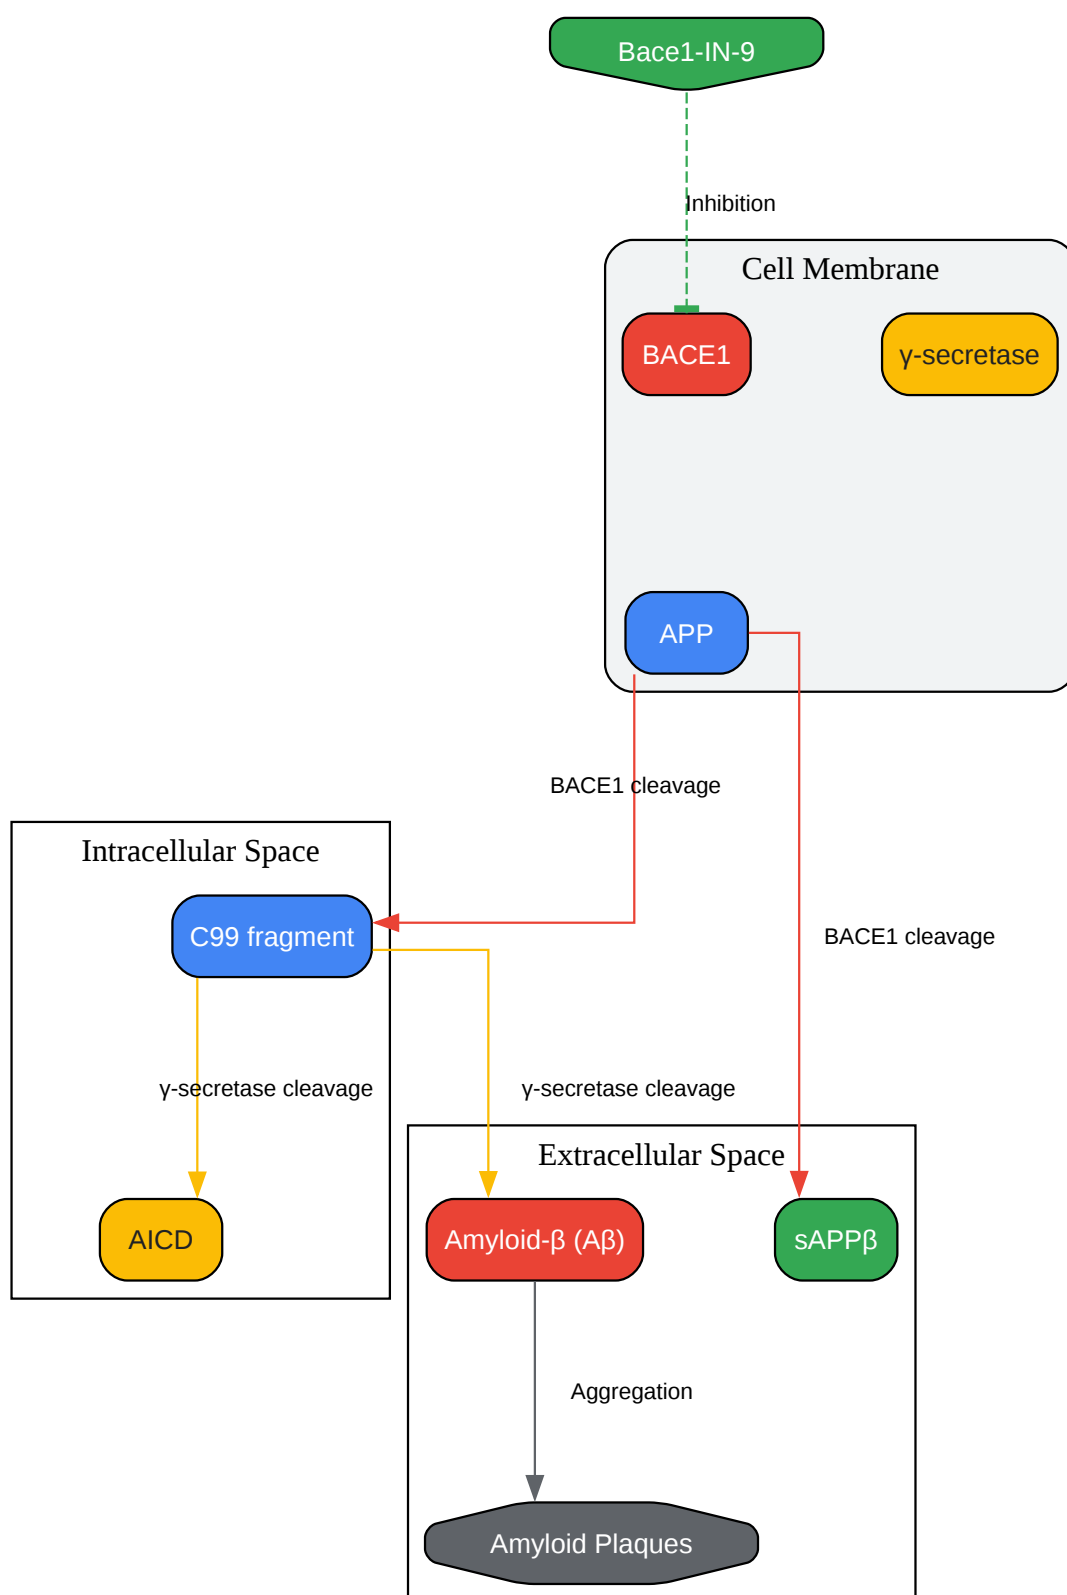 Bace1-IN-9
Inhibition
Cell Membrane
BACE1
γ-secretase
APP
BACE1 cleavage
Intracellular Space
C99 fragment
BACE1 cleavage
γ-secretase cleavage
γ-secretase cleavage
Extracellular Space
AICD
Amyloid-β (Aβ)
sAPPβ
Aggregation
Amyloid Plaques